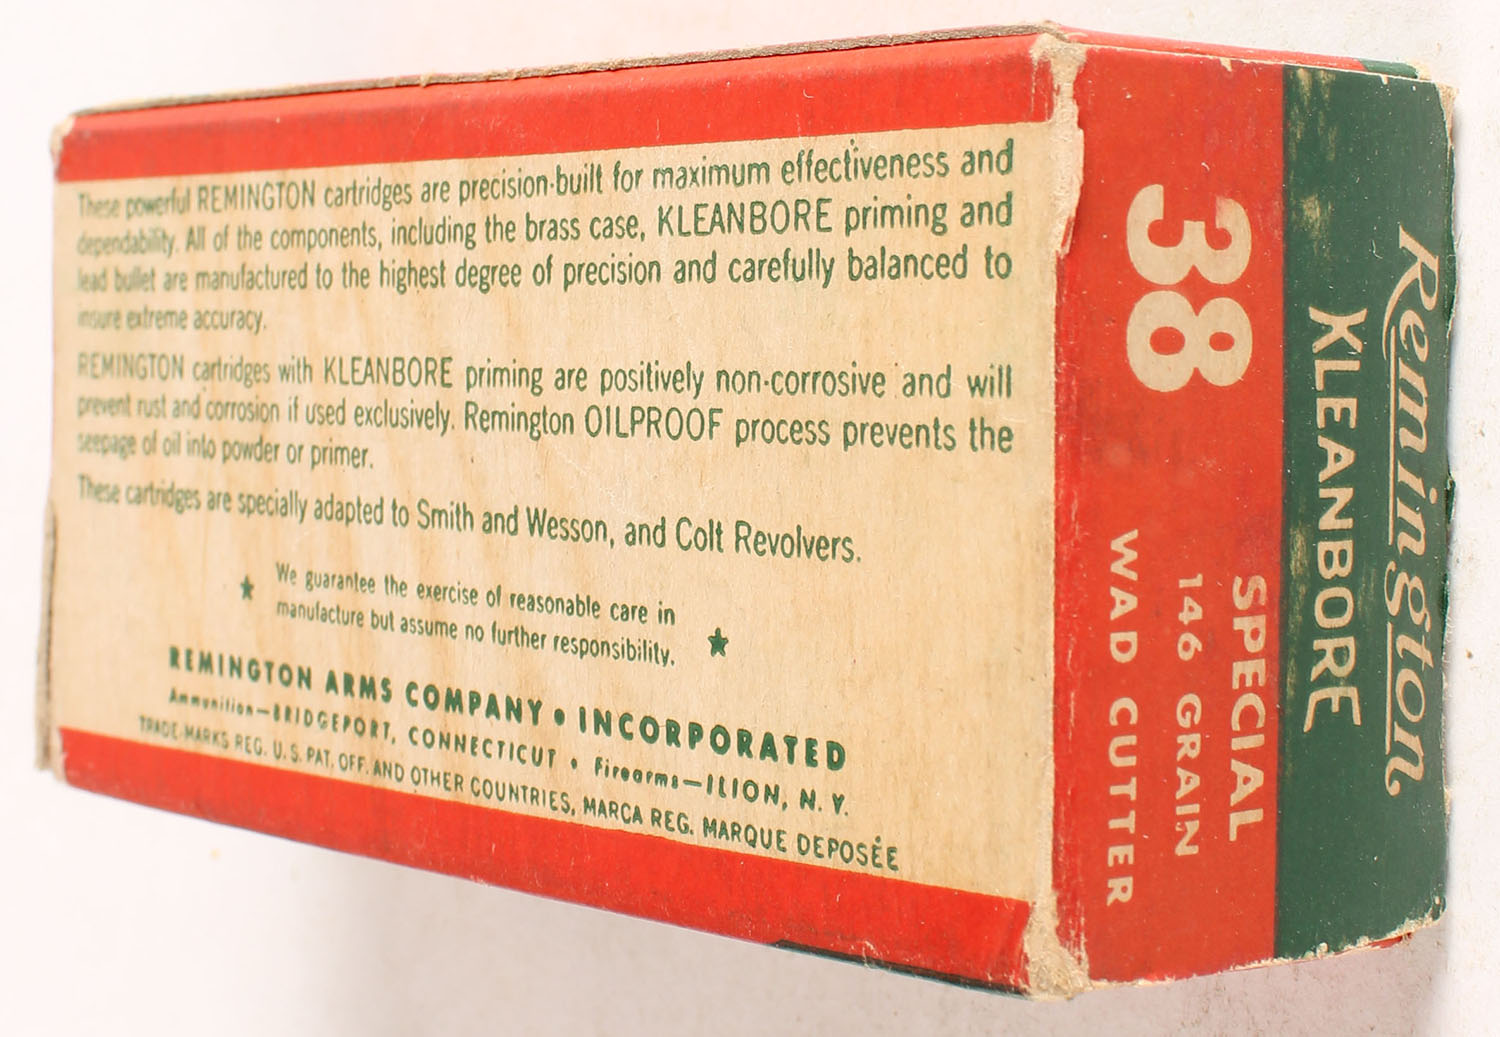 These powerful REMINGTON cartridges are precision-built for maximum effectiveness and
dependability. All of the components, including the brass case, KLEANBORE priming and
lead bullet are manufactured to the highest degree of precision and carefully balanced to
insure extreme accuracy.
REMINGTON cartridges with KLEANBORE priming are positively non-corrosive and will
prevent rust and corrosion if used exclusively. Remington OILPROOF process prevents the
seepage of oil into powder or primer.
These cartridges are specially adapted to Smith and Wesson, and Colt Revolvers.
We guarantee the exercise of reasonable care in
manufacture but assume no further responsibility.
REMINGTON ARMS COMPANY • INCORPORATED
Ammunition—BRIDGEPORT, CONNECTICUT • Firearms—ILION, N. Y.
TRADE-MARKS REG. U. S. PAT. OFF. AND OTHER COUNTRIES, MARCA REG. MARQUE DEPOSÉE
Remington
KLEANBORE
38
SPECIAL
146 GRAIN
WAD CUTTER